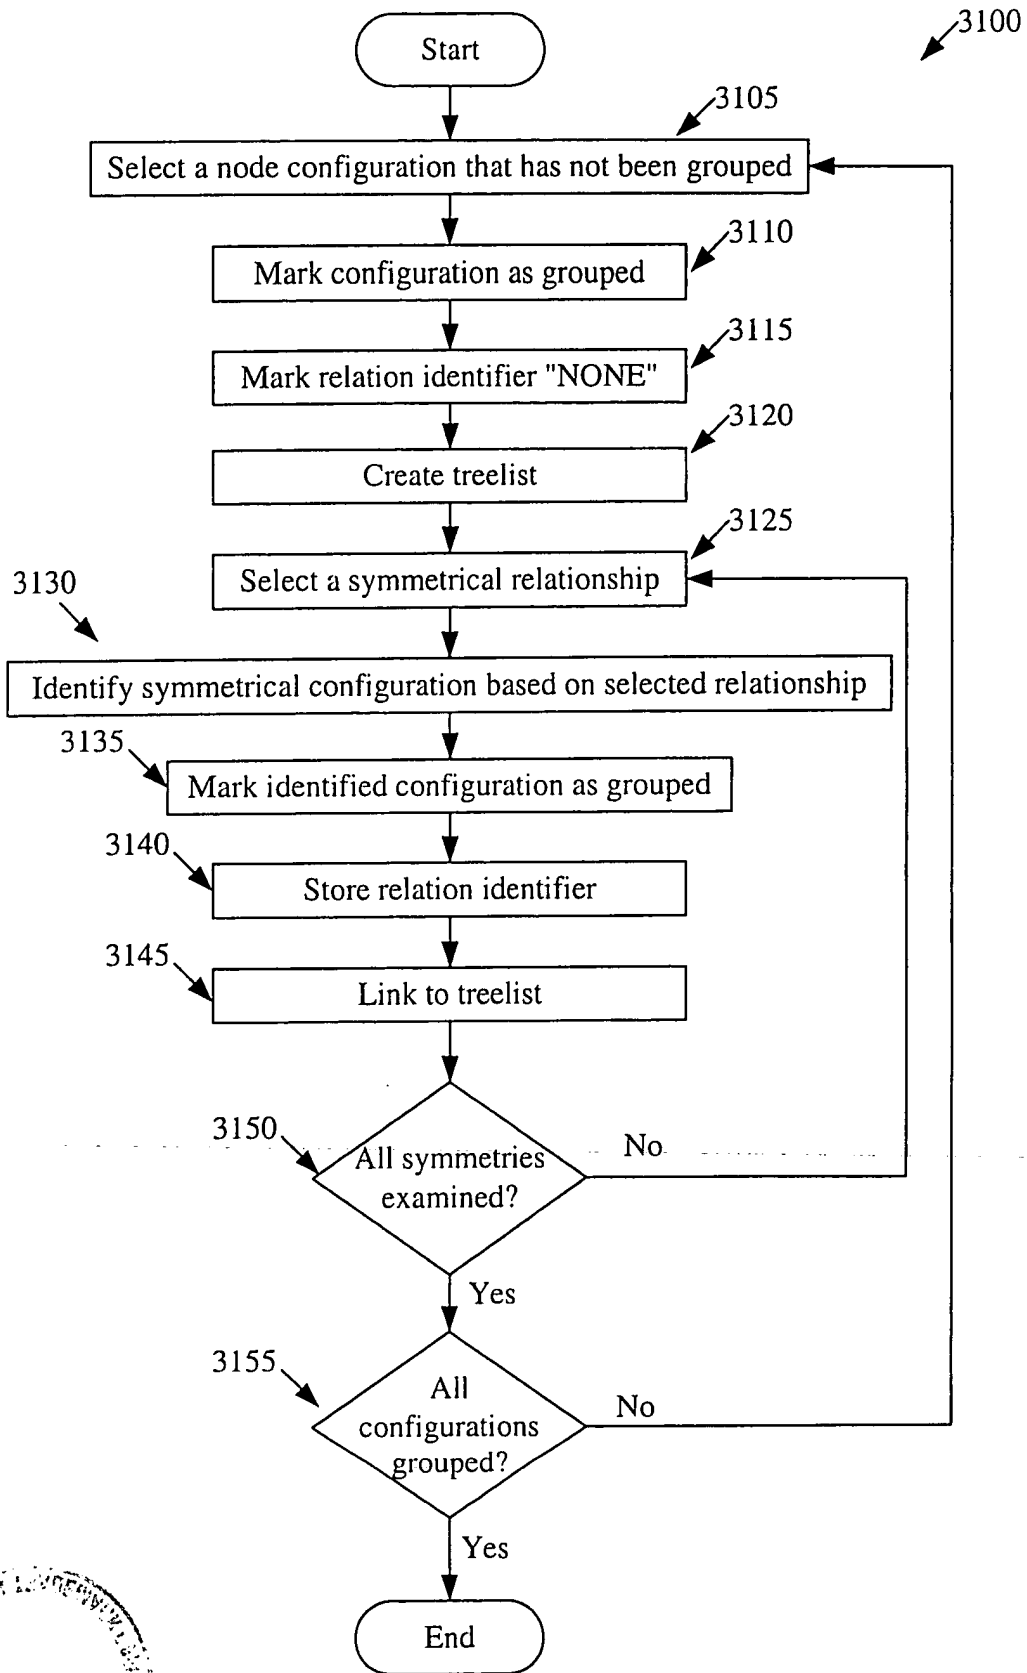 3100
Start
3105
Select a node configuration that has not been grouped
3110
Mark configuration as grouped
3115
Mark relation identifier "NONE"
3120
Create treelist
3125
Select a symmetrical relationship
3130
Identify symmetrical configuration based on selected relationship
3135
Mark identified configuration as grouped
3140
Store relation identifier
3145
Link to treelist
3150
All symmetries
examined?
No
Yes
3155
All
configurations
grouped?
No
Yes
End